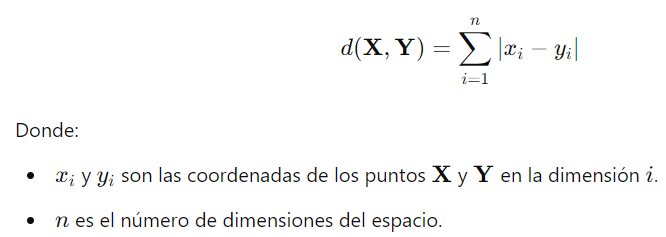 d(X, Y) = ∑_{i=1}^{n} |x_i − y_i|
Donde:
• x_i y y_i son las coordenadas de los puntos X y Y en la dimensión i.
• n es el número de dimensiones del espacio.